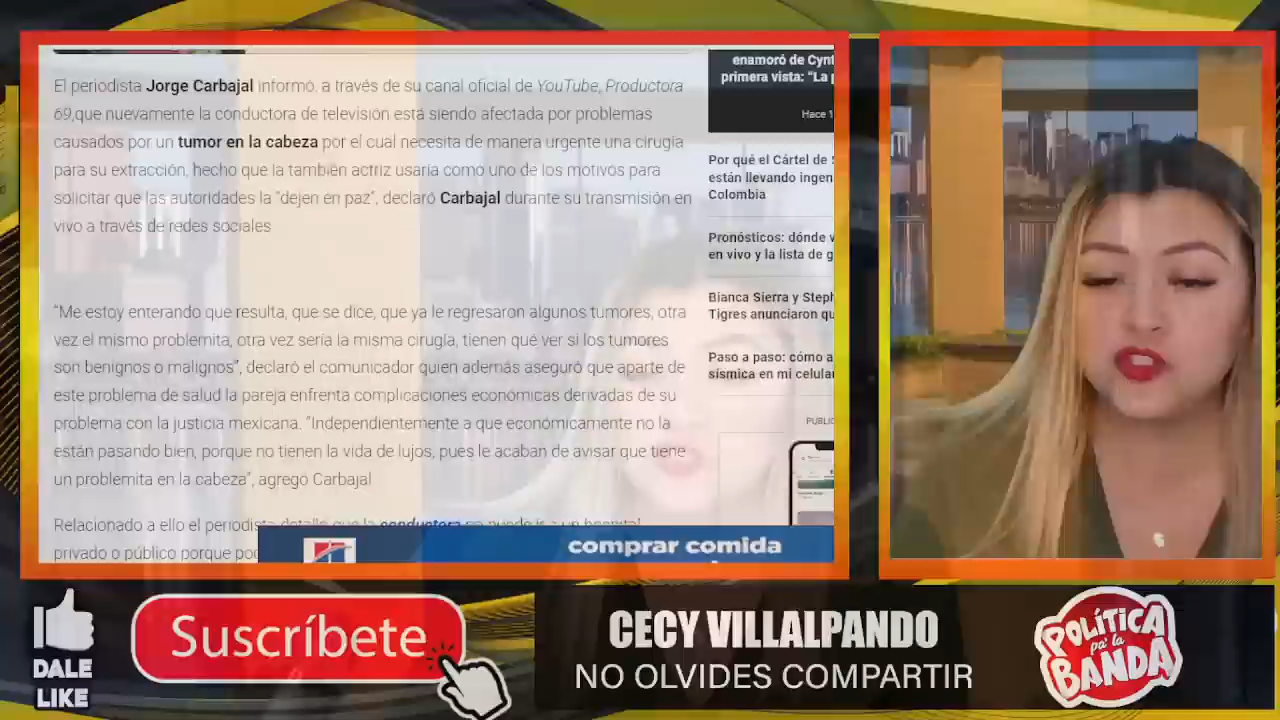 El periodista Jorge Carbajal informó, a través de su canal oficial de YouTube, Productora
69,que nuevamente la conductora de televisión está siendo afectada por problemas
causados por un tumor en la cabeza por el cual necesita de manera urgente una cirugía
para su extracción, hecho que la también actriz usaría como uno de los motivos para
solicitar que las autoridades la "dejen en paz", declaró Carbajal durante su transmisión en
vivo a través de redes sociales
"Me estoy enterando que resulta, que se dice, que ya le regresaron algunos tumores, otra
vez el mismo problemita, otra vez sería la misma cirugía, tienen qué ver si los tumores
son benignos o malignos", declaró el comunicador quien además aseguró que aparte de
este problema de salud la pareja enfrenta complicaciones económicas derivadas de su
problema con la justicia mexicana. "Independientemente a que económicamente no la
están pasando bien, porque no tienen la vida de lujos, pues le acaban de avisar que tiene
un problemita en la cabeza", agregó Carbajal
Relacionado a ello el periodista detalló que la conductora no puede ir a un hospital
privado o público porque
enamoró de
primera vista: "La
Hace 1
Por qué el Cártel de
están llevando
Colombia
Pronósticos: dónde
en vivo y la lista de
Bianca Sierra y
Tigres anunciaron
Paso a paso: cómo a
sísmica en mi
comprar comida
DALE
LIKE
Suscríbete
CECY VILLALPANDO
NO OLVIDES COMPARTIR
POLÍTICA
pa' la
BANDA